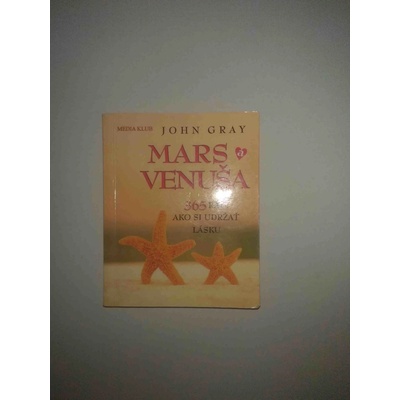 MEDIA KLUB JOHN GRAY
MARS a
VENUŠA
365
AKO SI UDRŽAŤ
LÁSKU